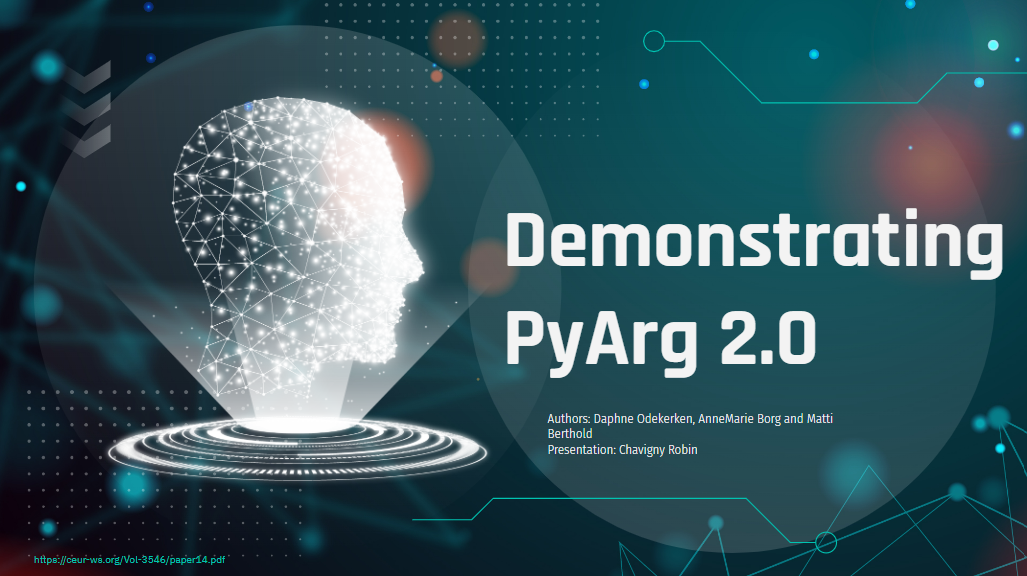 Demonstrating
PyArg 2.0
Authors: Daphne Odekerken, AnneMarie Borg and Matti
Berthold
Presentation: Chavigny Robin
https://ceur-ws.org/Vol-3546/paper14.pdf